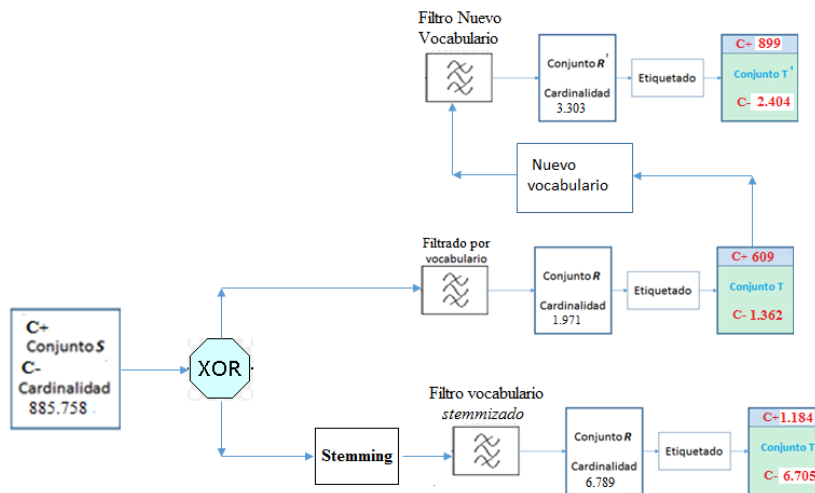 Filtro Nuevo
Vocabulario
Conjunto R'
Cardinalidad
3.303
Etiquetado
C+ 899
Conjunto T'
C- 2.404
Nuevo
vocabulario
Filtrado por
vocabulario
Conjunto R
Cardinalidad
1.971
Etiquetado
C+ 609
Conjunto T
C- 1.362
C+
Conjunto S
C-
Cardinalidad
885.758
XOR
Stemming
Filtro vocabulario
stemmizado
Conjunto R
Cardinalidad
6.789
Etiquetado
C+1.184
Conjunto T
C- 6.705